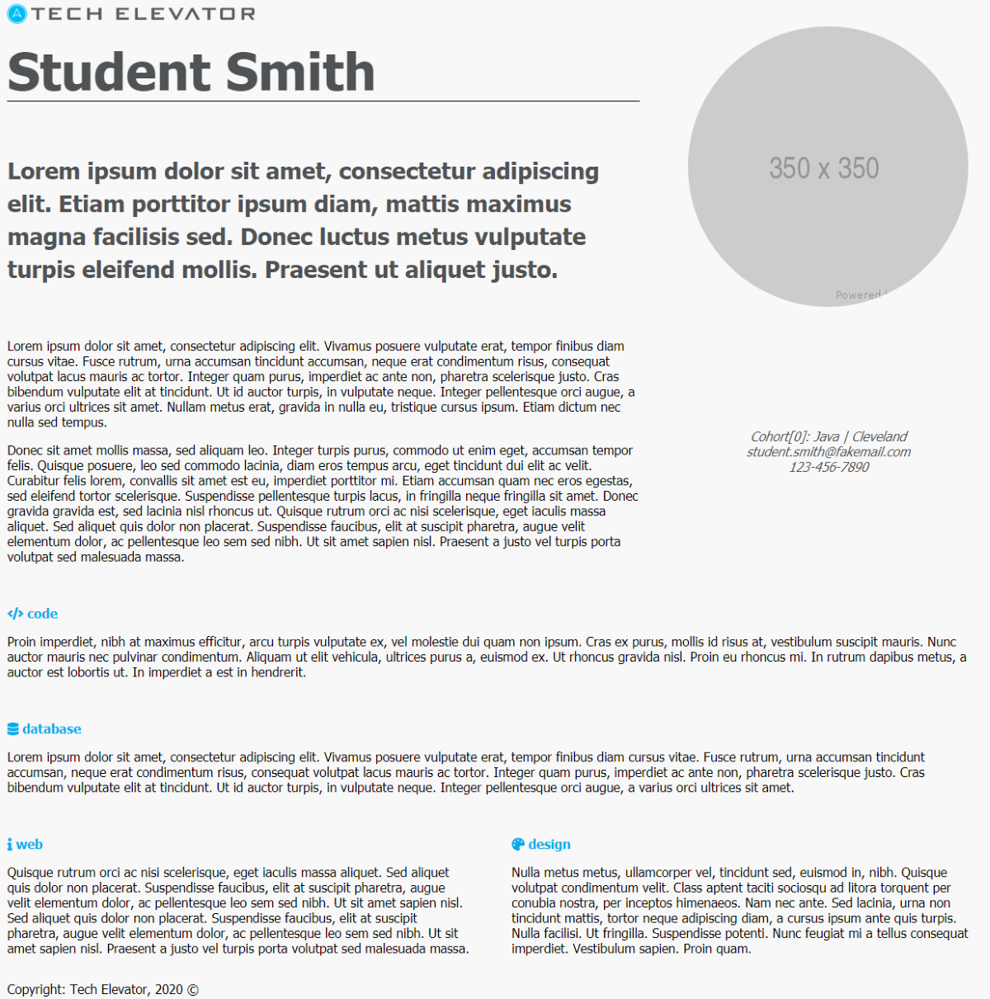 TECH ELEVATOR
Student Smith
350 x 350
Powered
Lorem ipsum dolor sit amet, consectetur adipiscing
elit. Etiam porttitor ipsum diam, mattis maximus
magna facilisis sed. Donec luctus metus vulputate
turpis eleifend mollis. Praesent ut aliquet justo.
Lorem ipsum dolor sit amet, consectetur adipiscing elit. Vivamus posuere vulputate erat, tempor finibus diam
cursus vitae. Fusce rutrum, urna accumsan tincidunt accumsan, neque erat condimentum risus, consequat
volutpat lacus mauris ac tortor. Integer quam purus, imperdiet ac ante non, pharetra scelerisque justo. Cras
bibendum vulputate elit at tincidunt. Ut id auctor turpis, in vulputate neque. Integer pellentesque orci augue, a
varius orci ultrices sit amet. Nullam metus erat, gravida in nulla eu, tristique cursus ipsum. Etiam dictum nec
nulla sed tempus.
Donec sit amet mollis massa, sed aliquam leo. Integer turpis purus, commodo ut enim eget, accumsan tempor
felis. Quisque posuere, leo sed commodo lacinia, diam eros tempus arcu, eget tincidunt dui elit ac velit.
Curabitur felis lorem, convallis sit amet est eu, imperdiet porttitor mi. Etiam accumsan quam nec eros egestas,
sed eleifend tortor scelerisque. Suspendisse pellentesque turpis lacus, in fringilla neque fringilla sit amet. Donec
gravida gravida est, sed lacinia nisl rhoncus ut. Quisque rutrum orci ac nisi scelerisque, eget iaculis massa
aliquet. Sed aliquet quis dolor non placerat. Suspendisse faucibus, elit at suscipit pharetra, augue velit
elementum dolor, ac pellentesque leo sem sed nibh. Ut sit amet sapien nisl. Praesent a justo vel turpis porta
volutpat sed malesuada massa.
Cohort[0]: Java | Cleveland
student.smith@fakemail.com
123-456-7890
code
Proin imperdiet, nibh at maximus efficitur, arcu turpis vulputate ex, vel molestie dui quam non ipsum. Cras ex purus, mollis id risus at, vestibulum suscipit mauris. Nunc
auctor mauris nec pulvinar condimentum. Aliquam ut elit vehicula, ultrices purus a, euismod ex. Ut rhoncus gravida nisl. Proin eu rhoncus mi. In rutrum dapibus metus, a
auctor est lobortis ut. In imperdiet a est in hendrerit.
database
Lorem ipsum dolor sit amet, consectetur adipiscing elit. Vivamus posuere vulputate erat, tempor finibus diam cursus vitae. Fusce rutrum, urna accumsan tincidunt
accumsan, neque erat condimentum risus, consequat volutpat lacus mauris ac tortor. Integer quam purus, imperdiet ac ante non, pharetra scelerisque justo. Cras
bibendum vulputate elit at tincidunt. Ut id auctor turpis, in vulputate neque. Integer pellentesque orci augue, a varius orci ultrices sit amet.
web
Quisque rutrum orci ac nisi scelerisque, eget iaculis massa aliquet. Sed aliquet
quis dolor non placerat. Suspendisse faucibus, elit at suscipit pharetra, augue
velit elementum dolor, ac pellentesque leo sem sed nibh. Ut sit amet sapien nisl.
Sed aliquet quis dolor non placerat. Suspendisse faucibus, elit at suscipit
pharetra, augue velit elementum dolor, ac pellentesque leo sem sed nibh. Ut sit
amet sapien nisl. Praesent a justo vel turpis porta volutpat sed malesuada massa.
design
Nulla metus metus, ullamcorper vel, tincidunt sed, euismod in, nibh. Quisque
volutpat condimentum velit. Class aptent taciti sociosqu ad litora torquent per
conubia nostra, per inceptos himenaeos. Nam nec ante. Sed lacinia, urna non
tincidunt mattis, tortor neque adipiscing diam, a cursus ipsum ante quis turpis.
Nulla facilisi. Ut fringilla. Suspendisse potenti. Nunc feugiat mi a tellus consequat
imperdiet. Vestibulum sapien. Proin quam.
Copyright: Tech Elevator, 2020 ©